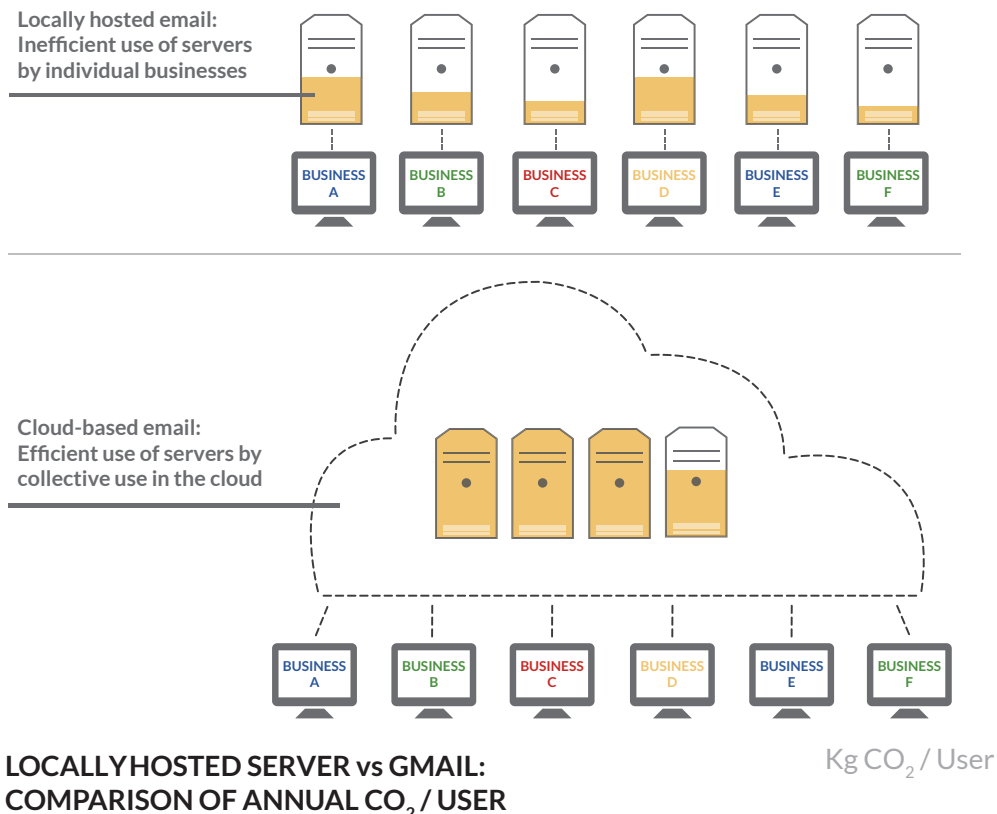 Locally hosted email:
Inefficient use of servers
by individual businesses
BUSINESS
A
BUSINESS
B
BUSINESS
C
BUSINESS
D
BUSINESS
E
BUSINESS
F
Cloud-based email:
Efficient use of servers by
collective use in the cloud
BUSINESS
A
BUSINESS
B
BUSINESS
C
BUSINESS
D
BUSINESS
E
BUSINESS
F
LOCALLY HOSTED SERVER vs GMAIL:
COMPARISON OF ANNUAL CO₂ / USER
Kg CO₂ / User